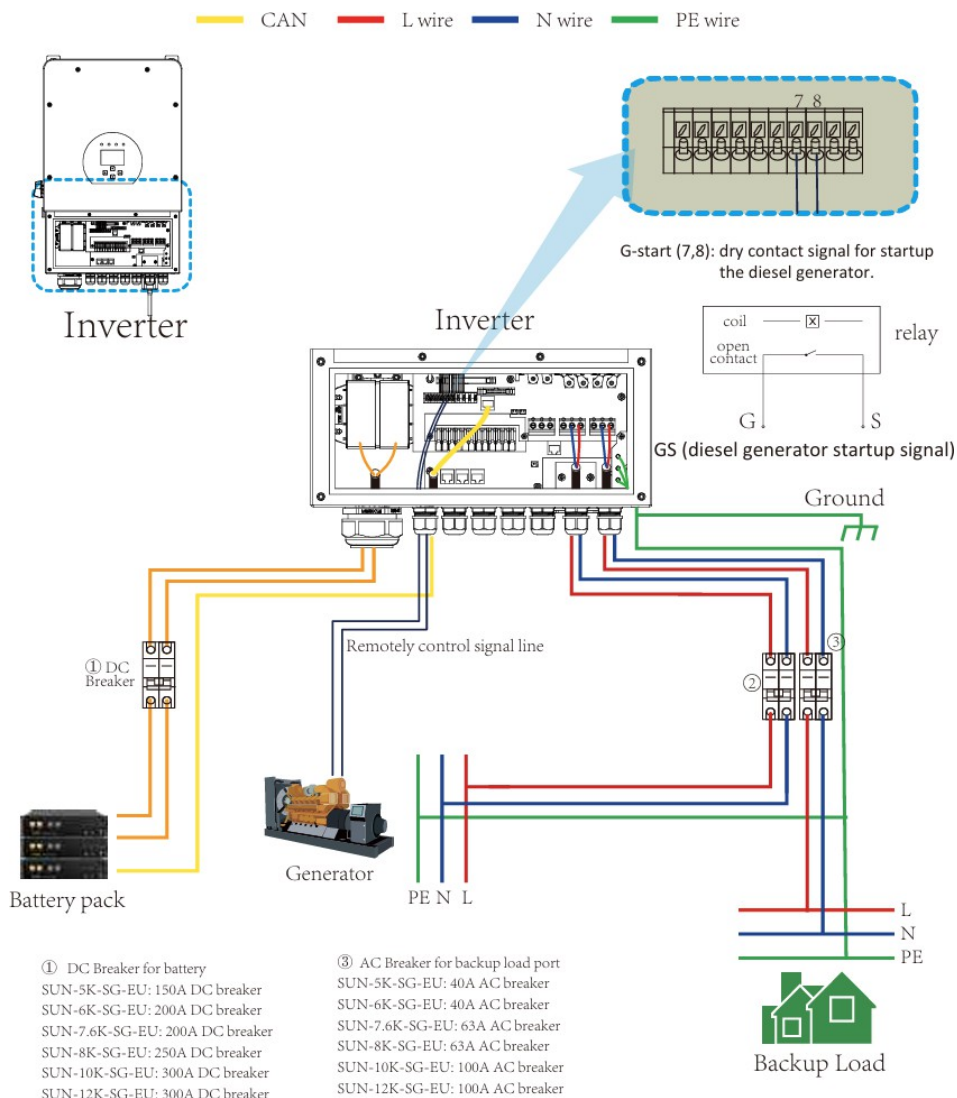 CAN L wire N wire PE wire
7 8
G-start (7,8): dry contact signal for startup
the diesel generator.
Inverter
Inverter
coil
relay
open
contact
G S
GS (diesel generator startup signal)
Ground
Remotely control signal line
① DC
Breaker
②
③
Generator
Battery pack
PE N L
L
N
PE
Backup Load
① DC Breaker for battery
SUN-5K-SG-EU: 150A DC breaker
SUN-6K-SG-EU: 200A DC breaker
SUN-7.6K-SG-EU: 200A DC breaker
SUN-8K-SG-EU: 250A DC breaker
SUN-10K-SG-EU: 300A DC breaker
SUN-12K-SG-EU: 300A DC breaker
③ AC Breaker for backup load port
SUN-5K-SG-EU: 40A AC breaker
SUN-6K-SG-EU: 40A AC breaker
SUN-7.6K-SG-EU: 63A AC breaker
SUN-8K-SG-EU: 63A AC breaker
SUN-10K-SG-EU: 100A AC breaker
SUN-12K-SG-EU: 100A AC breaker